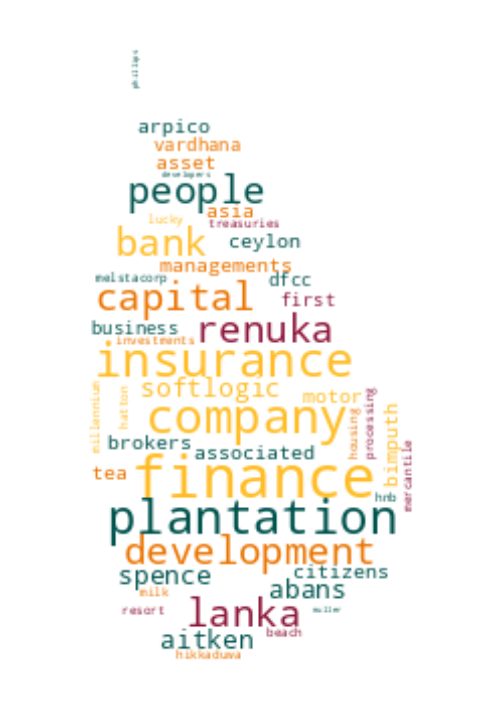 phillips
arpico
vardhana
asset
developers
people
asia
lucky treasuries
bank ceylon
managements
melstacorp dfcc
capital first
business renuka
investments
insurance
millennium hatton softlogic motor processing
company housing bimputh
brokers associated mercantile
tea finance
hnb
plantation
development
spence citizens
milk abans
resort lanka muller
beach
aitken
hikkaduwa